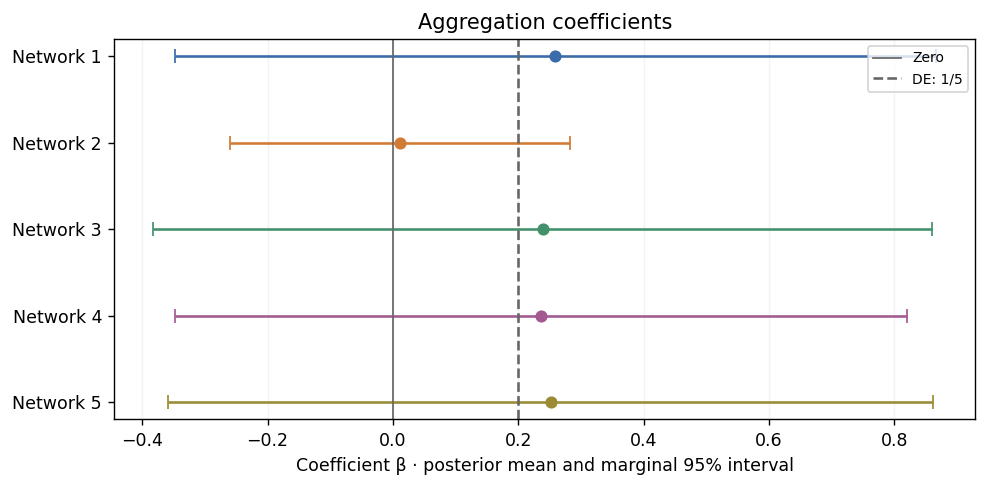 Aggregation coefficients
Network 1
Network 2
Network 3
Network 4
Network 5
Zero
DE: 1/5
−0.4 −0.2 0.0 0.2 0.4 0.6 0.8
Coefficient β · posterior mean and marginal 95% interval